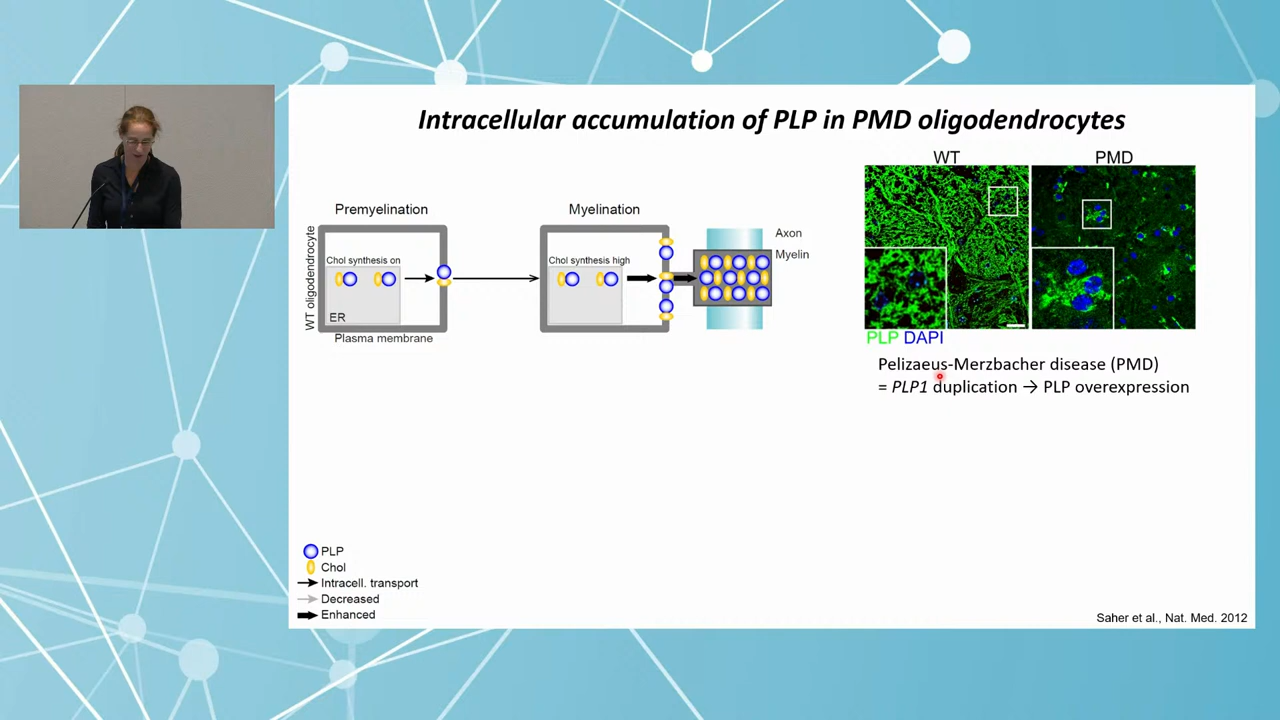 Intracellular accumulation of PLP in PMD oligodendrocytes
WT
PMD
Premyelination
Myelination
WT oligodendrocyte
Chol synthesis on
ER
Plasma membrane
Chol synthesis high
Axon
Myelin
PLP DAPI
Pelizaeus-Merzbacher disease (PMD)
= PLP1 duplication → PLP overexpression
PLP
Chol
Intracell. transport
Decreased
Enhanced
Saher et al., Nat. Med. 2012